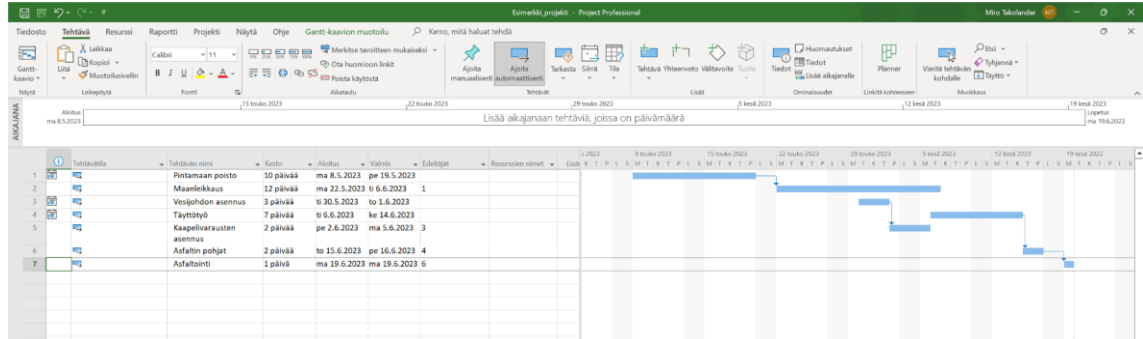 Esimerkki_projekti - Project Professional
Miro Takolander MT
Tiedosto Tehtävä Resurssi Raportti Projekti Näytä Ohje Gantt-kaavion muotoilu Kerro, mitä haluat tehdä
Gantt-kaavio
Näytä
Liitä
Leikkaa
Kopioi
Muotoilusivellin
Leikepöytä
Calibri 11
B I U A
Fontti
Merkitse tavoitteen mukaiseksi
Ota huomioon linkit
Poista käytöstä
Aikataulu
Ajoita manuaalisesti
Ajoita automaattisesti
Tarkasta
Siirrä
Tila
Tehtävät
Tehtävä
Yhteenveto
Välitavoite
Tuote
Lisää
Tiedot
Huomautukset
Tiedot
Lisää aikajanalle
Ominaisuudet
Planner
Linkitä kohteeseen
Vieritä tehtävän kohdalle
Etsi
Tyhjennä
Täyttö
Muokkaus
AIKAJANA
15 touko 2023 22 touko 2023 29 touko 2023 5 kesä 2023 12 kesä 2023 19 kesä 2023
Aloitus
ma 8.5.2023
Lisää aikajanaan tehtäviä, joissa on päivämäärä
Lopetus
ma 19.6.2023
Tehtävätila Tehtävän nimi Kesto Aloitus Valmis Edeltäjät Resurssien nimet
8 touko 2023 15 touko 2023 22 touko 2023 29 touko 2023 5 kesä 2023 12 kesä 2023 19 kesä 2023
K T P L S M T K T P L S M T K T P L S M T K T P L S M T K T P L S M T K T P L S M T K T P L S M T K T P L S
1 Pintamaan poisto 10 päivää ma 8.5.2023 pe 19.5.2023
2 Maanleikkaus 12 päivää ma 22.5.2023 ti 6.6.2023 1
3 Vesijohdon asennus 3 päivää ti 30.5.2023 to 1.6.2023
4 Täyttötyö 7 päivää ti 6.6.2023 ke 14.6.2023
5 Kaapelivarausten asennus 2 päivää pe 2.6.2023 ma 5.6.2023 3
6 Asfaltin pohjat 2 päivää to 15.6.2023 pe 16.6.2023 4
7 Asfaltointi 1 päivä ma 19.6.2023 ma 19.6.2023 6